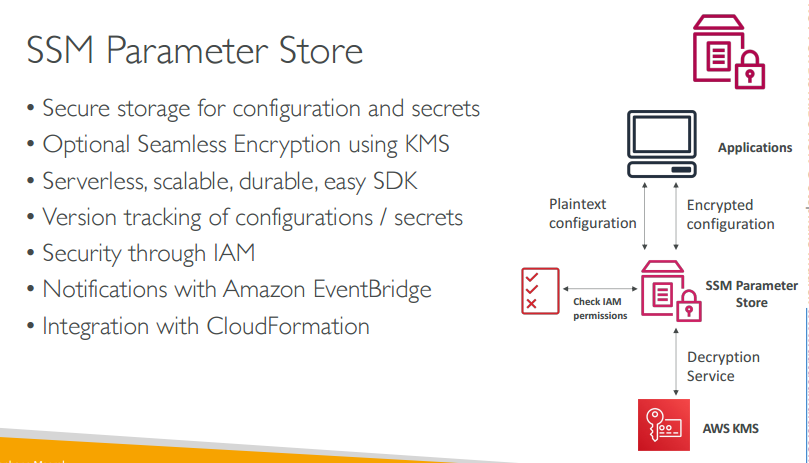 SSM Parameter Store
• Secure storage for configuration and secrets
• Optional Seamless Encryption using KMS
• Serverless, scalable, durable, easy SDK
• Version tracking of configurations / secrets
• Security through IAM
• Notifications with Amazon EventBridge
• Integration with CloudFormation
Applications
Plaintext
configuration
Encrypted
configuration
Check IAM
permissions
SSM Parameter
Store
Decryption
Service
AWS KMS